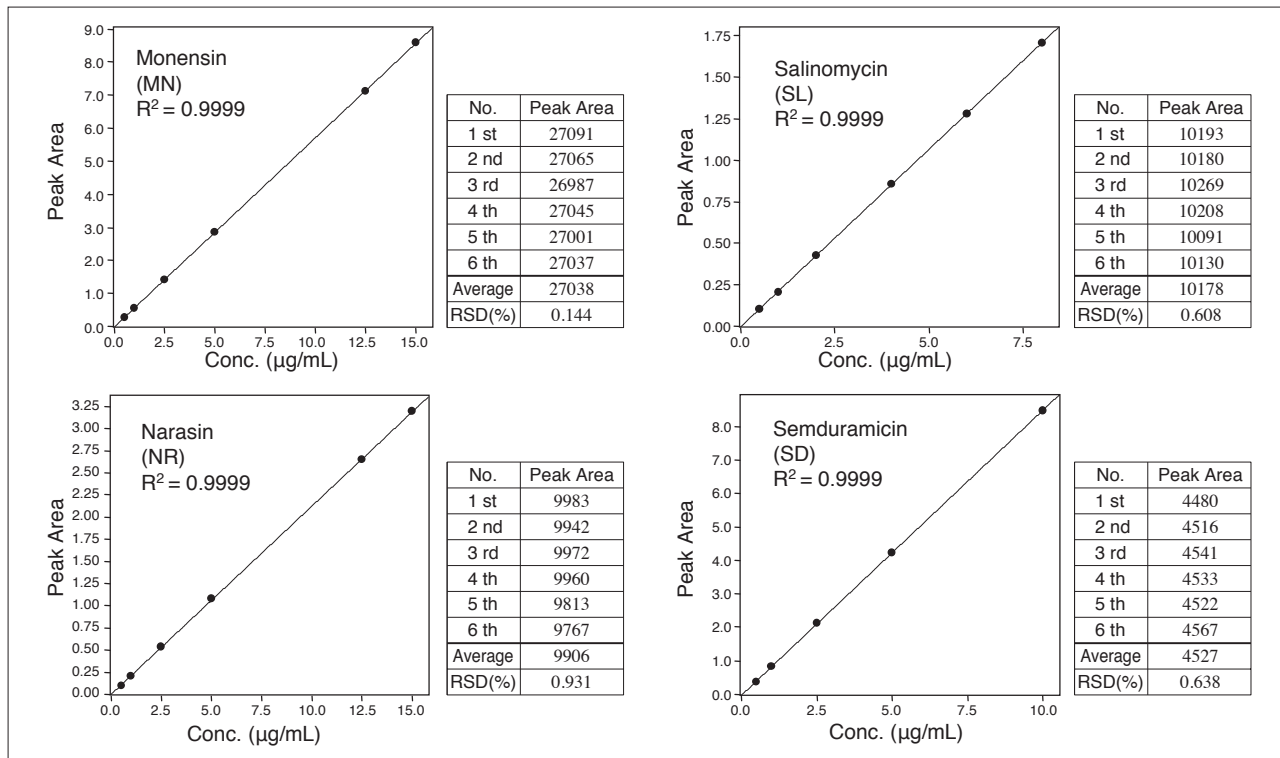 Monensin
(MN)
R² = 0.9999
Peak Area
9.0
8.0
7.0
6.0
5.0
4.0
3.0
2.0
1.0
0.0
0.0 2.5 5.0 7.5 10.0 12.5 15.0
Conc. (µg/mL)
No. Peak Area
1 st 27091
2 nd 27065
3 rd 26987
4 th 27045
5 th 27001
6 th 27037
Average 27038
RSD(%) 0.144
Salinomycin
(SL)
R² = 0.9999
Peak Area
1.75
1.50
1.25
1.00
0.75
0.50
0.25
0.00
0.0 2.5 5.0 7.5
Conc. (µg/mL)
No. Peak Area
1 st 10193
2 nd 10180
3 rd 10269
4 th 10208
5 th 10091
6 th 10130
Average 10178
RSD(%) 0.608
Narasin
(NR)
R² = 0.9999
Peak Area
3.25
3.00
2.75
2.50
2.25
2.00
1.75
1.50
1.25
1.00
0.75
0.50
0.25
0.00
0.0 2.5 5.0 7.5 10.0 12.5 15.0
Conc. (µg/mL)
No. Peak Area
1 st 9983
2 nd 9942
3 rd 9972
4 th 9960
5 th 9813
6 th 9767
Average 9906
RSD(%) 0.931
Semduramicin
(SD)
R² = 0.9999
Peak Area
8.0
7.0
6.0
5.0
4.0
3.0
2.0
1.0
0.0
0.0 2.5 5.0 7.5 10.0
Conc. (µg/mL)
No. Peak Area
1 st 4480
2 nd 4516
3 rd 4541
4 th 4533
5 th 4522
6 th 4567
Average 4527
RSD(%) 0.638